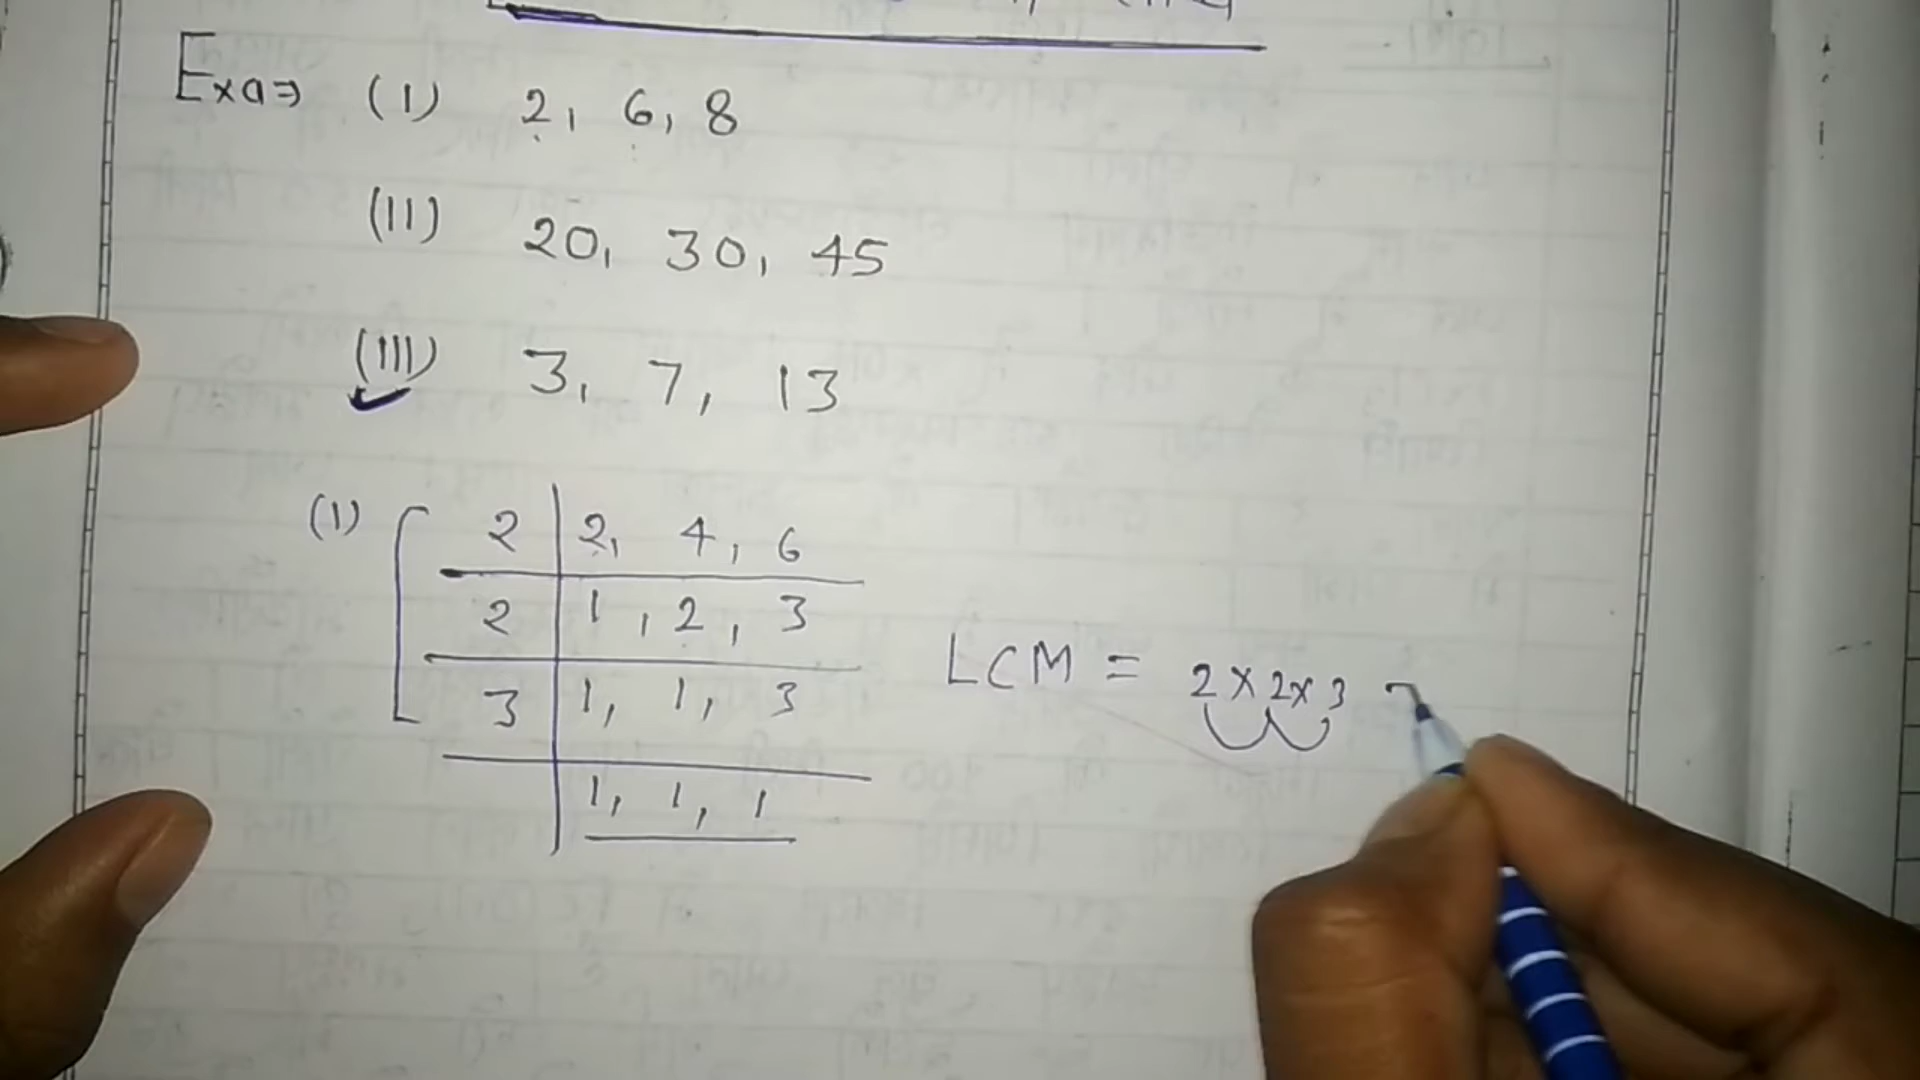 Exa⇒ (I) 2, 6, 8
(II) 20, 30, 45
(III) 3, 7, 13
(1) 2 | 2, 4, 6
2 | 1, 2, 3
3 | 1, 1, 3
1, 1, 1
LCM = 2 × 2 × 3